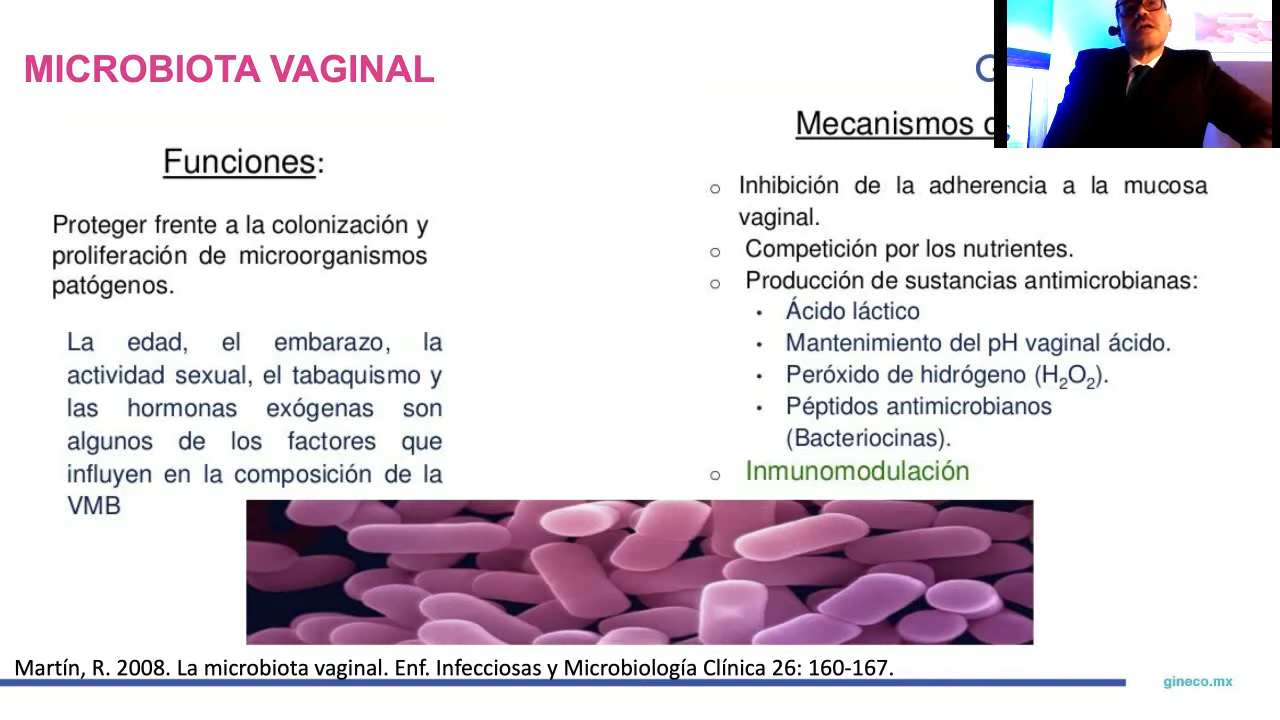 MICROBIOTA VAGINAL
Funciones:
Proteger frente a la colonización y
proliferación de microorganismos
patógenos.
La edad, el embarazo, la
actividad sexual, el tabaquismo y
las hormonas exógenas son
algunos de los factores que
influyen en la composición de la
VMB
Mecanismos
o Inhibición de la adherencia a la mucosa
vaginal.
o Competición por los nutrientes.
o Producción de sustancias antimicrobianas:
• Ácido láctico
• Mantenimiento del pH vaginal ácido.
• Peróxido de hidrógeno (H₂O₂).
• Péptidos antimicrobianos
(Bacteriocinas).
o Inmunomodulación
Martín, R. 2008. La microbiota vaginal. Enf. Infecciosas y Microbiología Clínica 26: 160-167.
gineco.mx